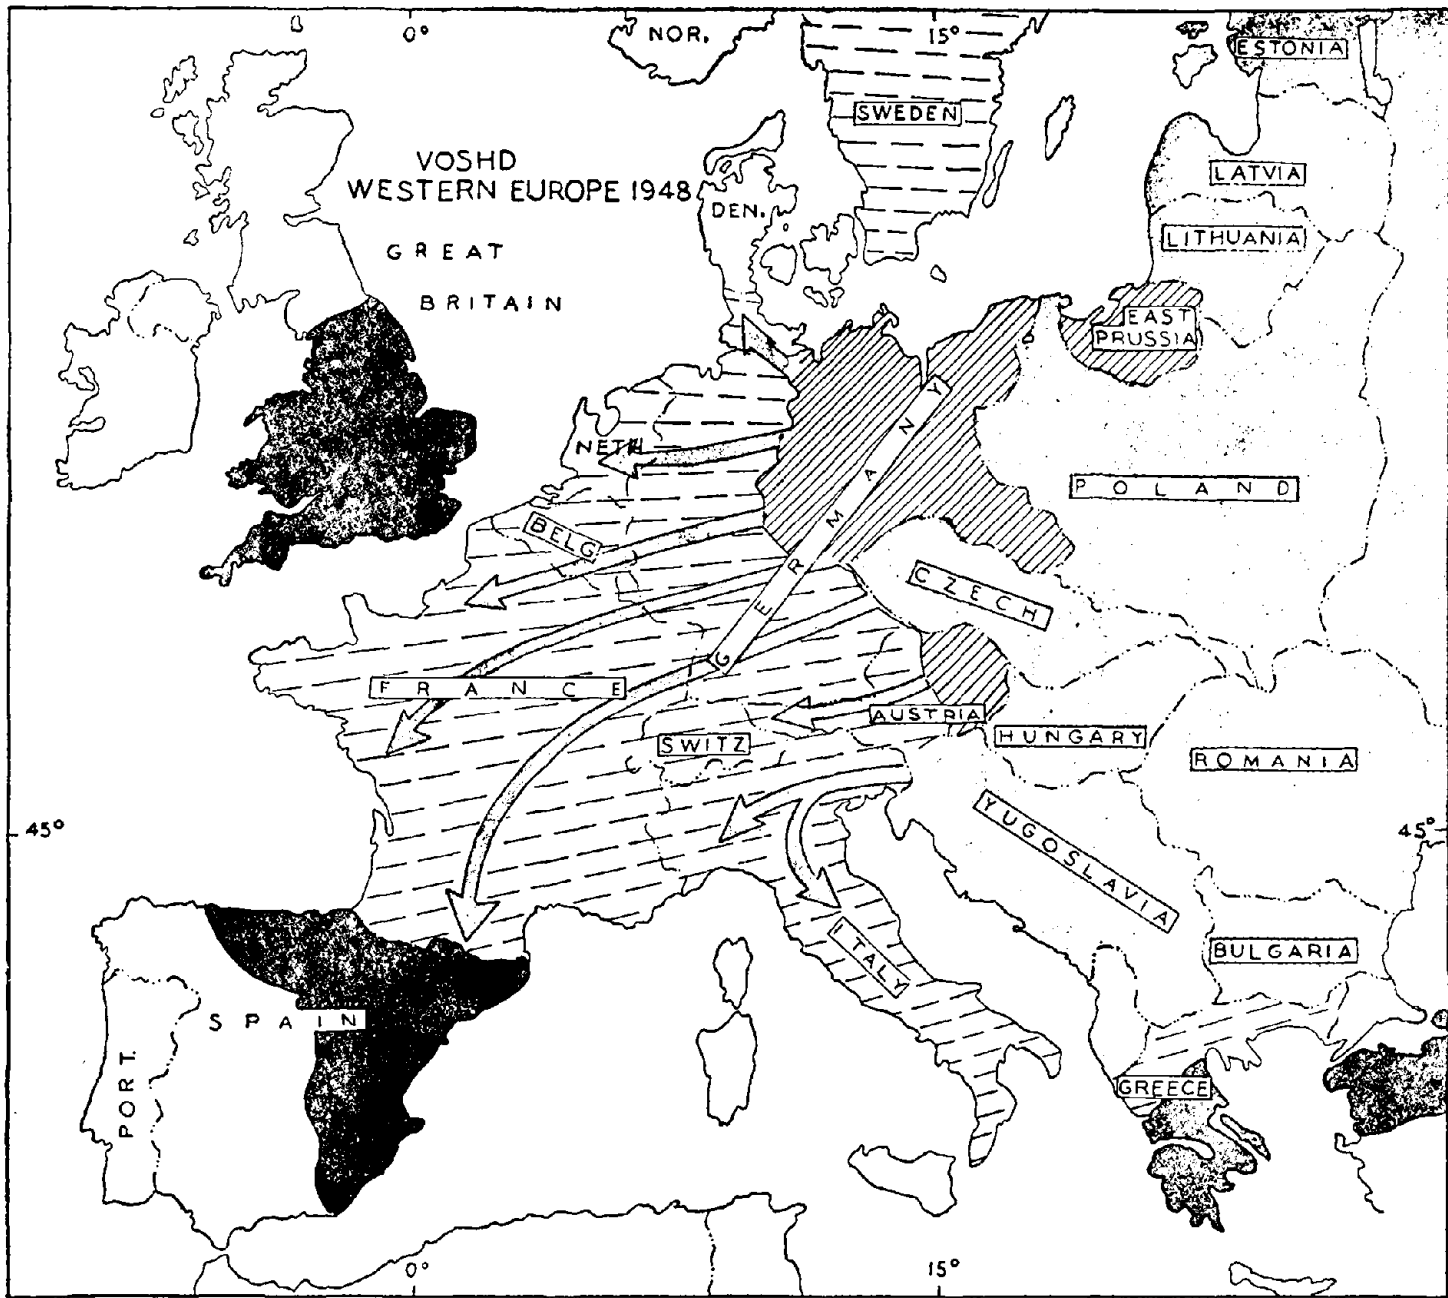 0°
NOR.
15°
ESTONIA
SWEDEN
VOSHD
WESTERN EUROPE 1948
DEN.
LATVIA
LITHUANIA
GREAT
BRITAIN
EAST
PRUSSIA
NETH
GERMANY
POLAND
BELG
CZECH
FRANCE
AUSTRIA
SWITZ
HUNGARY
ROMANIA
45°
45°
YUGOSLAVIA
ITALY
BULGARIA
SPAIN
PORT.
GREECE
0°
15°